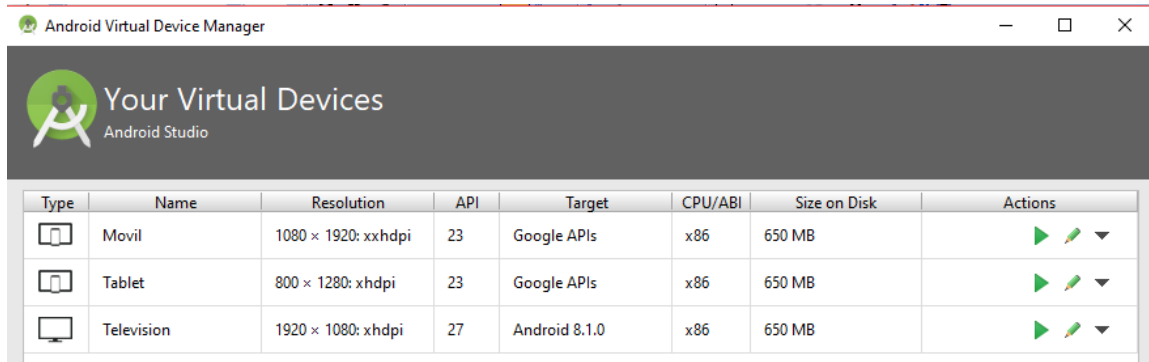 Android Virtual Device Manager
Your Virtual Devices
Android Studio
Type Name Resolution API Target CPU/ABI Size on Disk Actions
Movil 1080 × 1920: xxhdpi 23 Google APIs x86 650 MB
Tablet 800 × 1280: xhdpi 23 Google APIs x86 650 MB
Television 1920 × 1080: xhdpi 27 Android 8.1.0 x86 650 MB